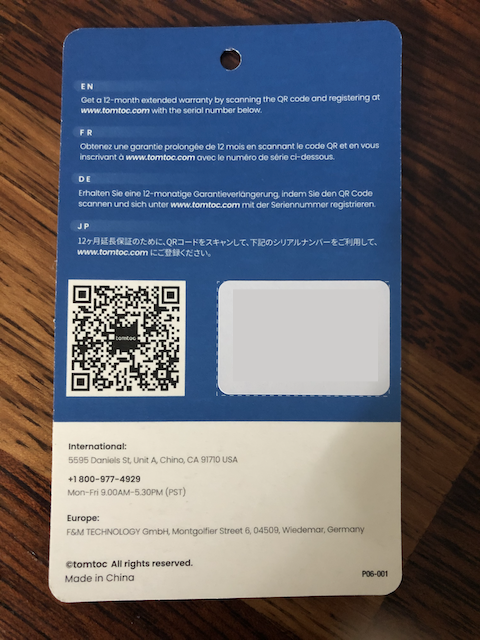 EN
Get a 12-month extended warranty by scanning the QR code and registering at
www.tomtoc.com with the serial number below.
FR
Obtenez une garantie prolongée de 12 mois en scannant le code QR et en vous
inscrivant à www.tomtoc.com avec le numéro de série ci-dessous.
DE
Erhalten Sie eine 12-monatige Garantieverlängerung, indem Sie den QR Code
scannen und sich unter www.tomtoc.com mit der Seriennummer registrieren.
JP
12ヶ月延長保証のために、QRコードをスキャンして、下記のシリアルナンバーをご利用して、
www.tomtoc.com にご登録ください。
tomtoc
International:
5595 Daniels St, Unit A, Chino, CA 91710 USA
+1 800-977-4929
Mon-Fri 9.00AM-5.30PM (PST)
Europe:
F&M TECHNOLOGY GmbH, Montgolfier Street 6, 04509, Wiedemar, Germany
©tomtoc All rights reserved.
Made in China
P06-001